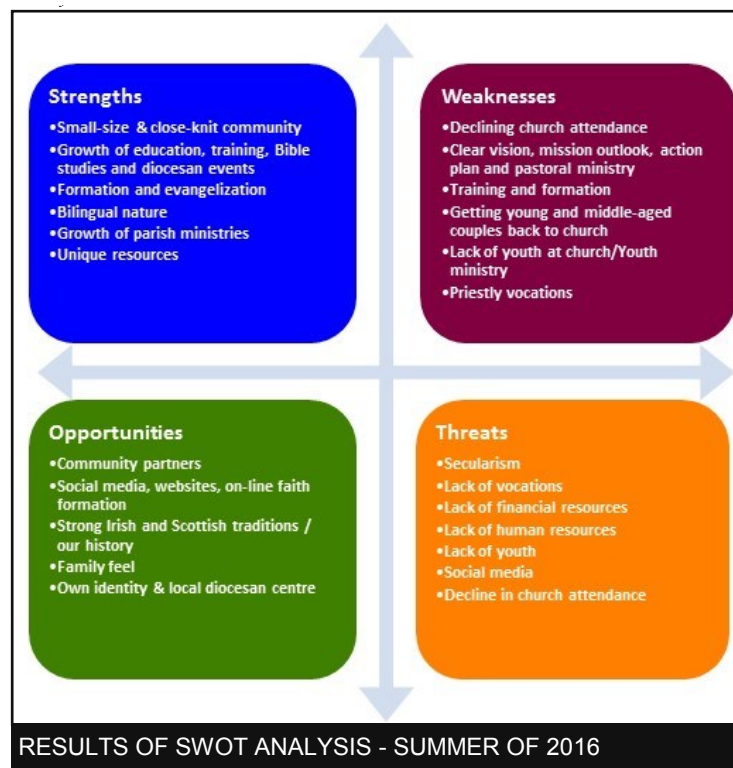 Strengths
•Small-size & close-knit community
•Growth of education, training, Bible
studies and diocesan events
•Formation and evangelization
•Bilingual nature
•Growth of parish ministries
•Unique resources
Weaknesses
•Declining church attendance
•Clear vision, mission outlook, action
plan and pastoral ministry
•Training and formation
•Getting young and middle-aged
couples back to church
•Lack of youth at church/Youth
ministry
•Priestly vocations
Opportunities
•Community partners
•Social media, websites, on-line faith
formation
•Strong Irish and Scottish traditions /
our history
•Family feel
•Own identity & local diocesan centre
Threats
•Secularism
•Lack of vocations
•Lack of financial resources
•Lack of human resources
•Lack of youth
•Social media
•Decline in church attendance
RESULTS OF SWOT ANALYSIS - SUMMER OF 2016